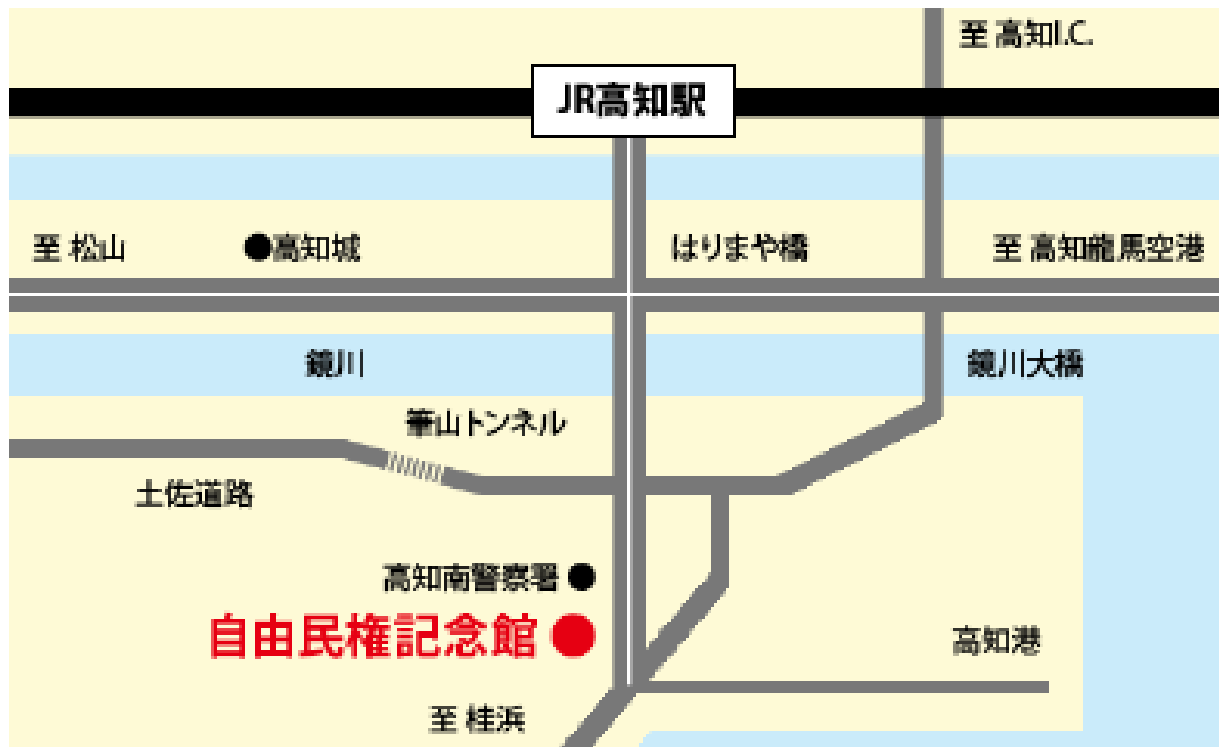 至 高知I.C.
JR高知駅
至 松山
高知城
はりまや橋
至 高知龍馬空港
鏡川
鏡川大橋
筆山トンネル
土佐道路
高知南警察署
自由民権記念館
高知港
至 桂浜